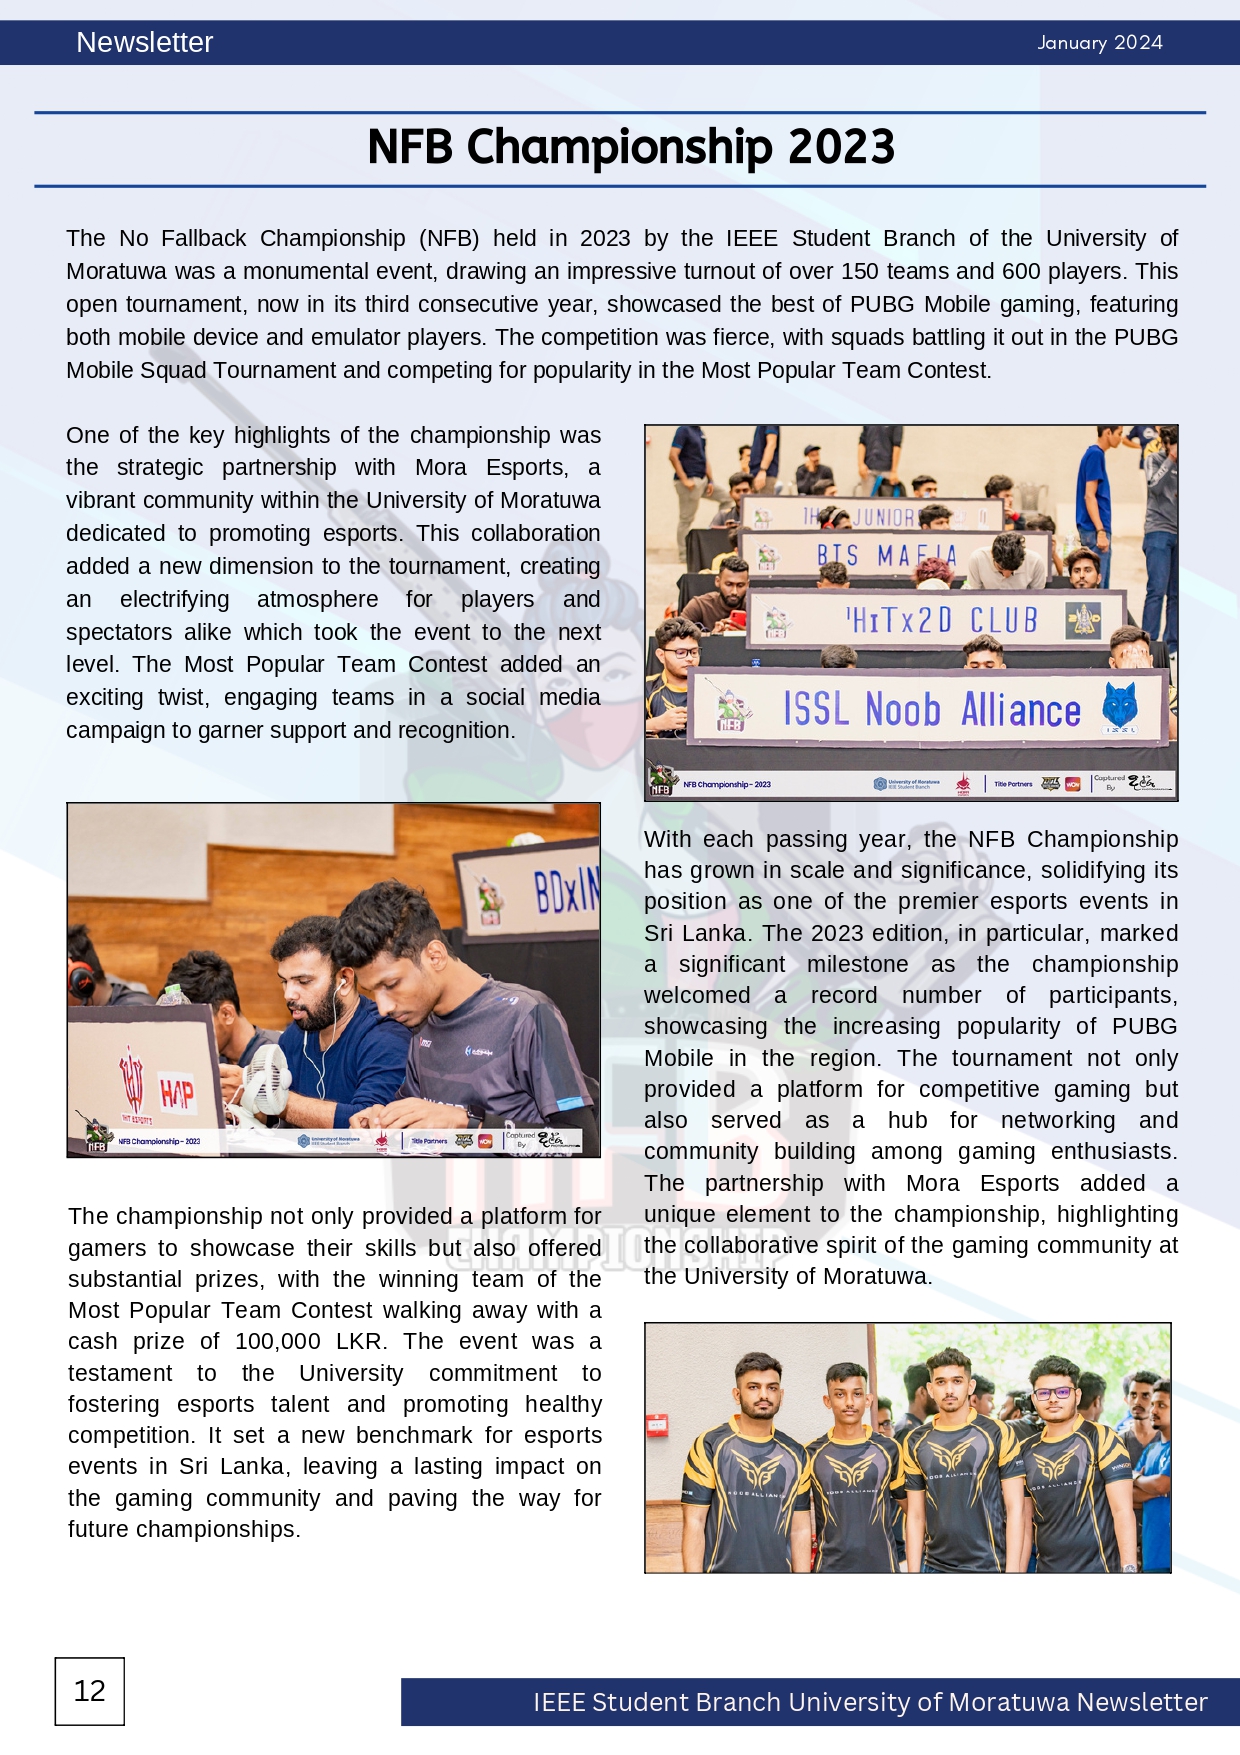 Newsletter
January 2024
NFB Championship 2023
The No Fallback Championship (NFB) held in 2023 by the IEEE Student Branch of the University of
Moratuwa was a monumental event, drawing an impressive turnout of over 150 teams and 600 players. This
open tournament, now in its third consecutive year, showcased the best of PUBG Mobile gaming, featuring
both mobile device and emulator players. The competition was fierce, with squads battling it out in the PUBG
Mobile Squad Tournament and competing for popularity in the Most Popular Team Contest.
One of the key highlights of the championship was
the strategic partnership with Mora Esports, a
vibrant community within the University of Moratuwa
dedicated to promoting esports. This collaboration
added a new dimension to the tournament, creating
an electrifying atmosphere for players and
spectators alike which took the event to the next
level. The Most Popular Team Contest added an
exciting twist, engaging teams in a social media
campaign to garner support and recognition.
BDxIN
HAP
NFB
NFB Championship - 2023
University of Moratuwa
IEEE Student Branch
Title Partners
Captured
By
The championship not only provided a platform for
gamers to showcase their skills but also offered
substantial prizes, with the winning team of the
Most Popular Team Contest walking away with a
cash prize of 100,000 LKR. The event was a
testament to the University commitment to
fostering esports talent and promoting healthy
competition. It set a new benchmark for esports
events in Sri Lanka, leaving a lasting impact on
the gaming community and paving the way for
future championships.
JUNIORS
BTS MAFIA
HiTx2D CLUB
ISSL Noob Alliance
NFB
NFB
NFB Championship - 2023
University of Moratuwa
IEEE Student Branch
Title Partners
Captured
By
With each passing year, the NFB Championship
has grown in scale and significance, solidifying its
position as one of the premier esports events in
Sri Lanka. The 2023 edition, in particular, marked
a significant milestone as the championship
welcomed a record number of participants,
showcasing the increasing popularity of PUBG
Mobile in the region. The tournament not only
provided a platform for competitive gaming but
also served as a hub for networking and
community building among gaming enthusiasts.
The partnership with Mora Esports added a
unique element to the championship, highlighting
the collaborative spirit of the gaming community at
the University of Moratuwa.
NFB
CHAMPIONSHIP
12
IEEE Student Branch University of Moratuwa Newsletter